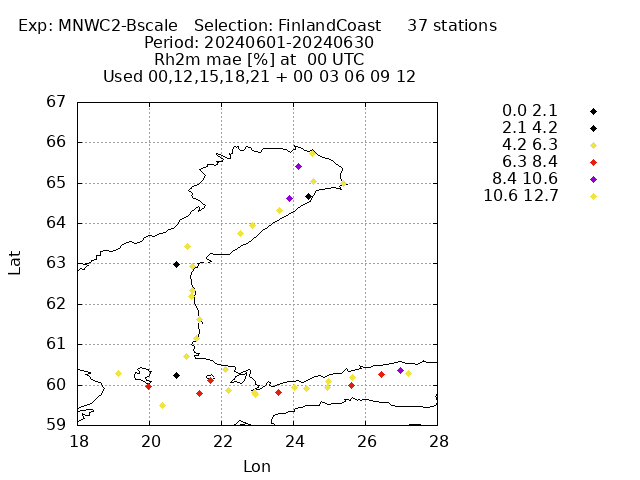 Exp: MNWC2-Bscale   Selection: FinlandCoast     37 stations
Period: 20240601-20240630
Rh2m mae [%] at  00 UTC
Used 00,12,15,18,21 + 00 03 06 09 12
0.0 2.1
2.1 4.2
4.2 6.3
6.3 8.4
8.4 10.6
10.6 12.7
67
66
65
64
63
62
61
60
59
Lat
18 20 22 24 26 28
Lon